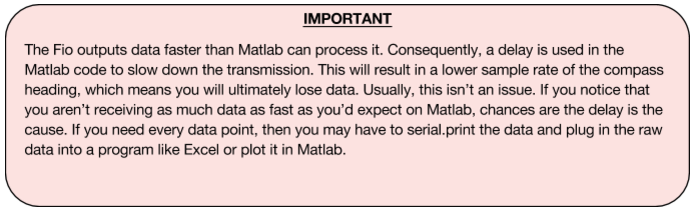 IMPORTANT
The Fio outputs data faster than Matlab can process it. Consequently, a delay is used in the
Matlab code to slow down the transmission. This will result in a lower sample rate of the compass
heading, which means you will ultimately lose data. Usually, this isn't an issue. If you notice that
you aren't receiving as much data as fast as you'd expect on Matlab, chances are the delay is the
cause. If you need every data point, then you may have to serial.print the data and plug in the raw
data into a program like Excel or plot it in Matlab.